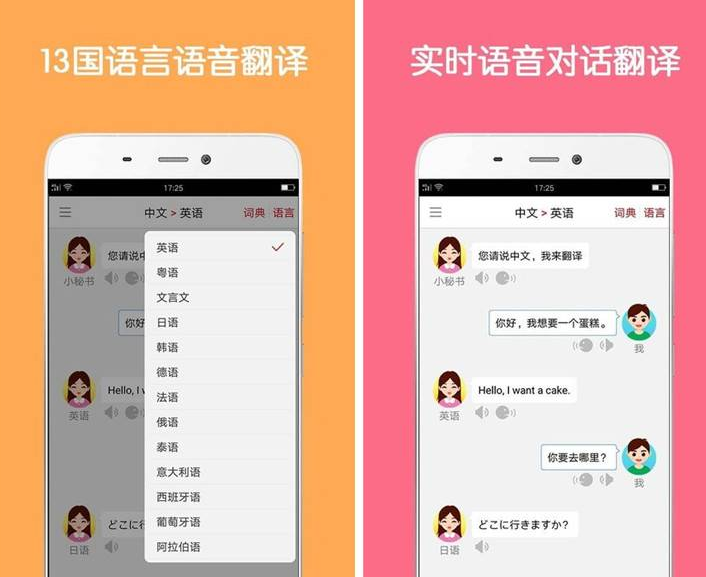 13国语言语音翻译
17:25
中文 > 英语
词典 语言
您请说中
小秘书
英语
粤语
文言文
日语
韩语
德语
法语
俄语
泰语
意大利语
西班牙语
葡萄牙语
阿拉伯语
你好
Hello, I w
英语
どこに行
日语
实时语音对话翻译
17:25
中文 > 英语
词典 语言
您请说中文，我来翻译
小秘书
你好，我想要一个蛋糕。
我
Hello, I want a cake.
英语
你要去哪里？
我
どこに行きますか？
日语